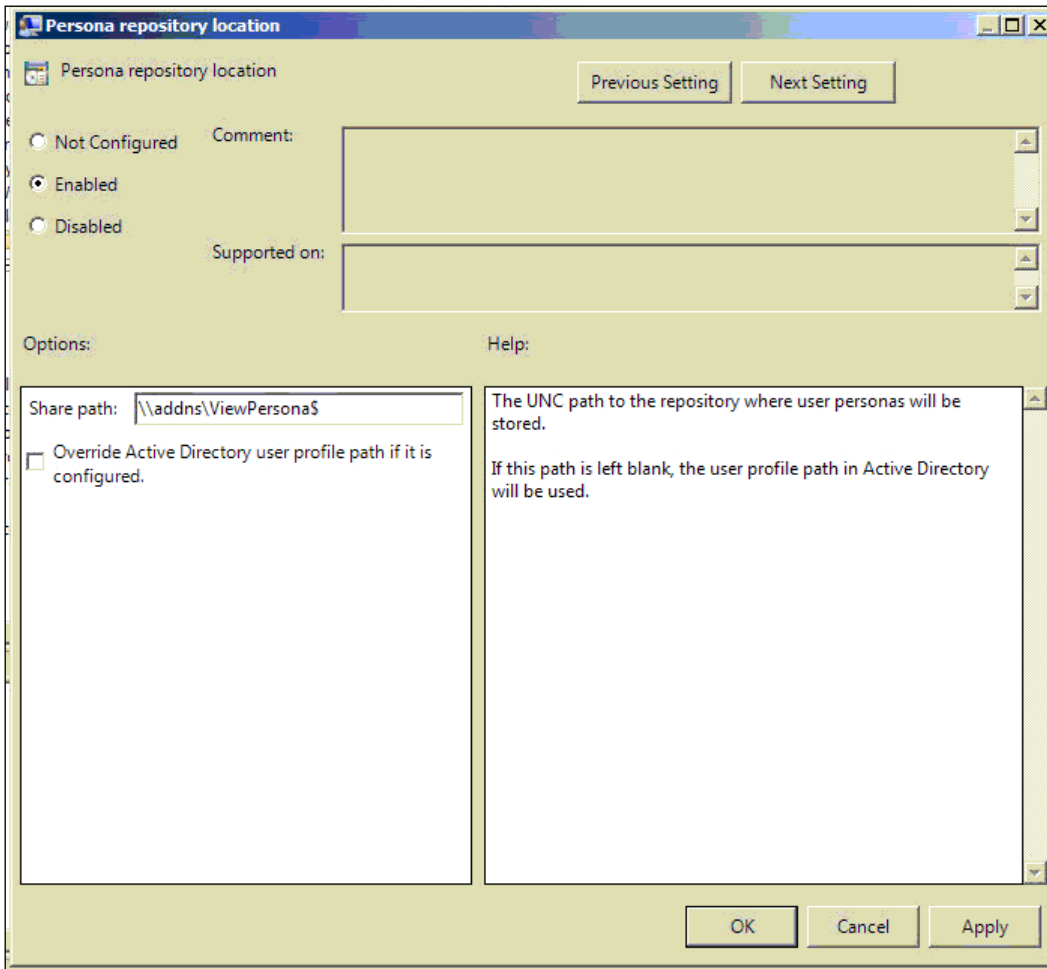 Persona repository location
Persona repository location
Previous Setting
Next Setting
Not Configured
Comment:
Enabled
Disabled
Supported on:
Options:
Help:
Share path: \\addns\ViewPersona$
Override Active Directory user profile path if it is
configured.
The UNC path to the repository where user personas will be
stored.
If this path is left blank, the user profile path in Active Directory
will be used.
OK
Cancel
Apply